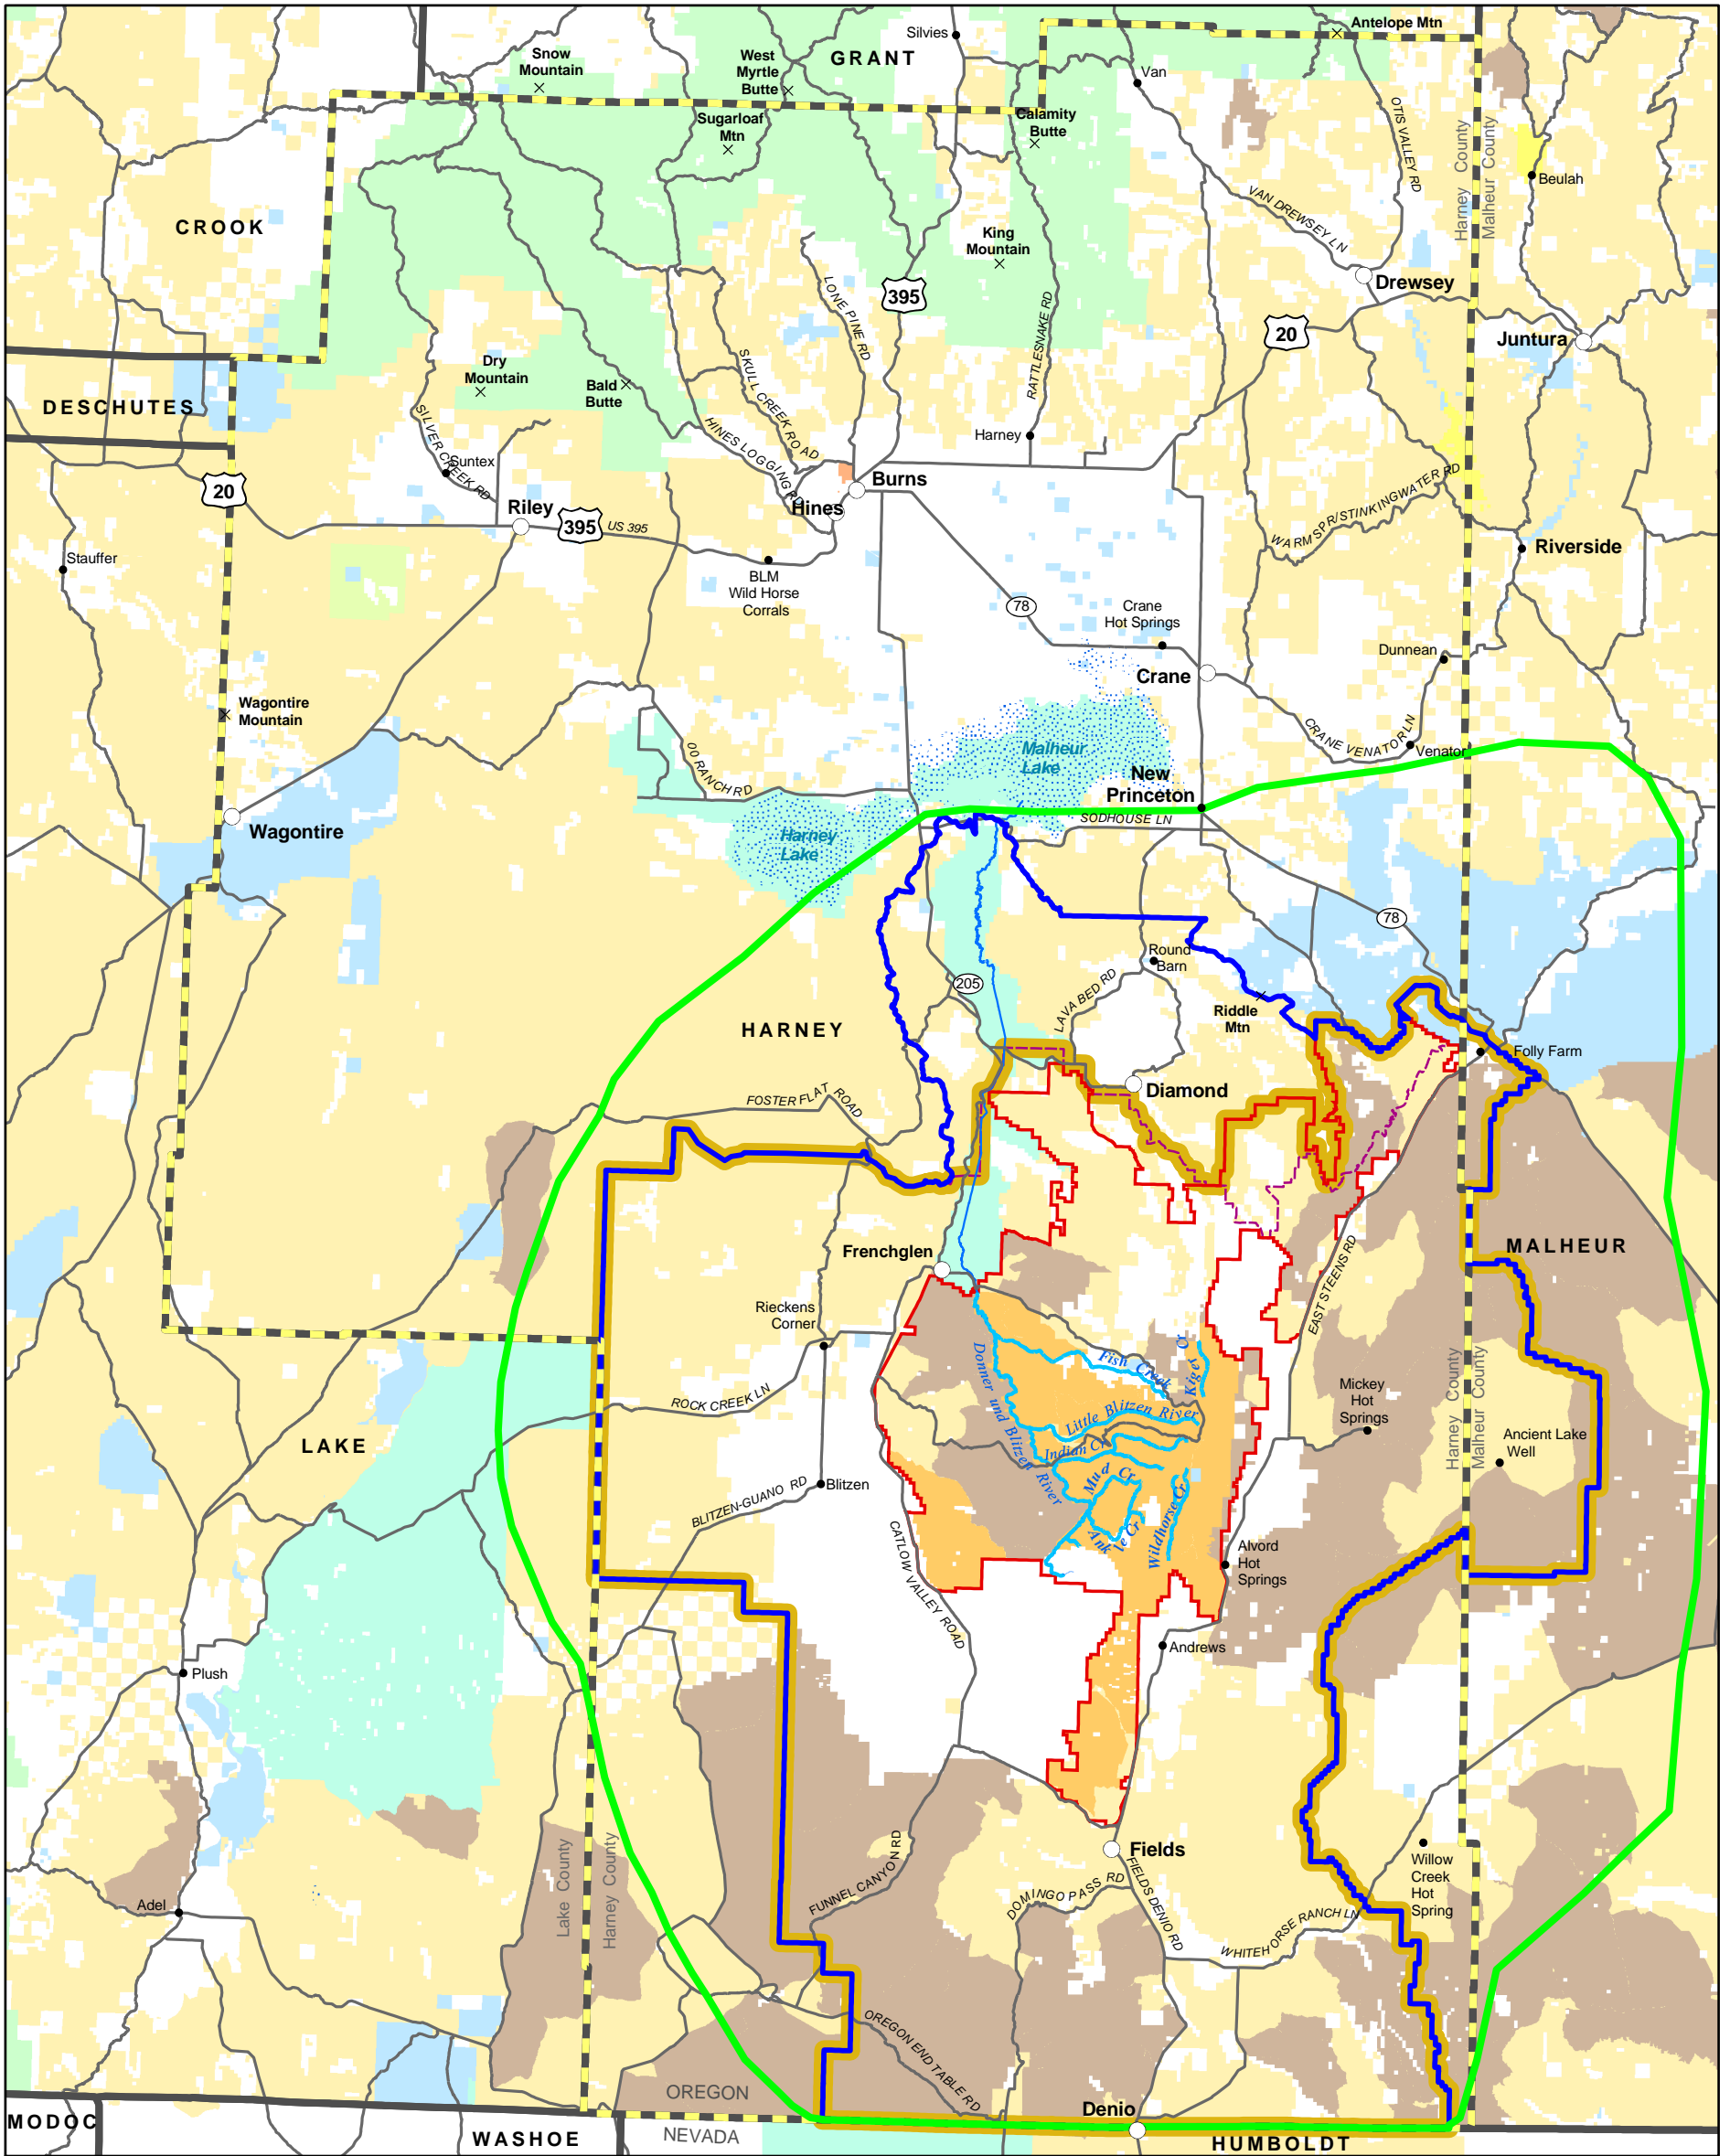 Antelope Mtn
Silvies
GRANT
Snow
Mountain
West
Myrtle
Butte
Van
Sugarloaf
Mtn
Calamity
Butte
OTIS VALLEY RD
Harney County
Malheur County
Beulah
CROOK
VAN DREWSEY LN
King
Mountain
Drewsey
LONE PINE RD
395
RATTLESNAKE RD
20
Juntura
Dry
Mountain
Bald
Butte
SKULL CREEK ROAD
DESCHUTES
SILVER CREEK RD
HINES LOGGING RD
Harney
Suntex
Burns
20
Riley
395
US 395
Hines
WARM SPR/STINKINGWATER RD
Riverside
Stauffer
BLM
Wild Horse
Corrals
78
Crane
Hot Springs
Dunnean
Crane
Wagontire
Mountain
CRANE VENATOR LN
Venator
Malheur
Lake
OO RANCH RD
New
Princeton
SODHOUSE LN
Wagontire
Harney
Lake
78
Round
Barn
205
LAVA BED RD
Riddle
Mtn
HARNEY
Folly Farm
Diamond
FOSTER FLAT ROAD
Frenchglen
MALHEUR
EAST STEENS RD
Rieckens
Corner
Fish Creek
Kiger Cr
Donner und Blitzen River
Harney County
Malheur County
Mickey
Hot
Springs
ROCK CREEK LN
Little Blitzen River
LAKE
Indian Cr
Ancient Lake
Well
Mud Cr
Blitzen
BLITZEN-GUANO RD
Wildhorse Cr
Ankle Cr
CATLOW VALLEY ROAD
Alvord
Hot
Springs
Andrews
Plush
Fields
Lake County
Harney County
FUNNEL CANYON RD
DOMINGO PASS RD
FIELDS DENIO RD
Willow
Creek
Hot
Spring
Adel
WHITEHORSE RANCH LN
OREGON END TABLE RD
OREGON
Denio
MODOC
WASHOE
NEVADA
HUMBOLDT